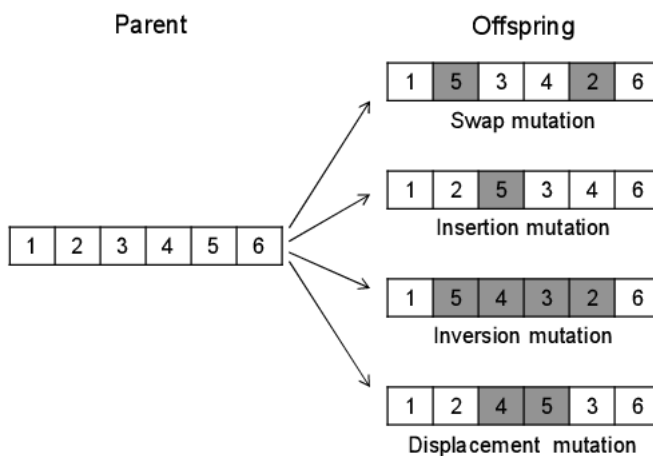 Parent Offspring
1 5 3 4 2 6
Swap mutation
1 2 5 3 4 6
Insertion mutation
1 2 3 4 5 6
1 5 4 3 2 6
Inversion mutation
1 2 4 5 3 6
Displacement mutation